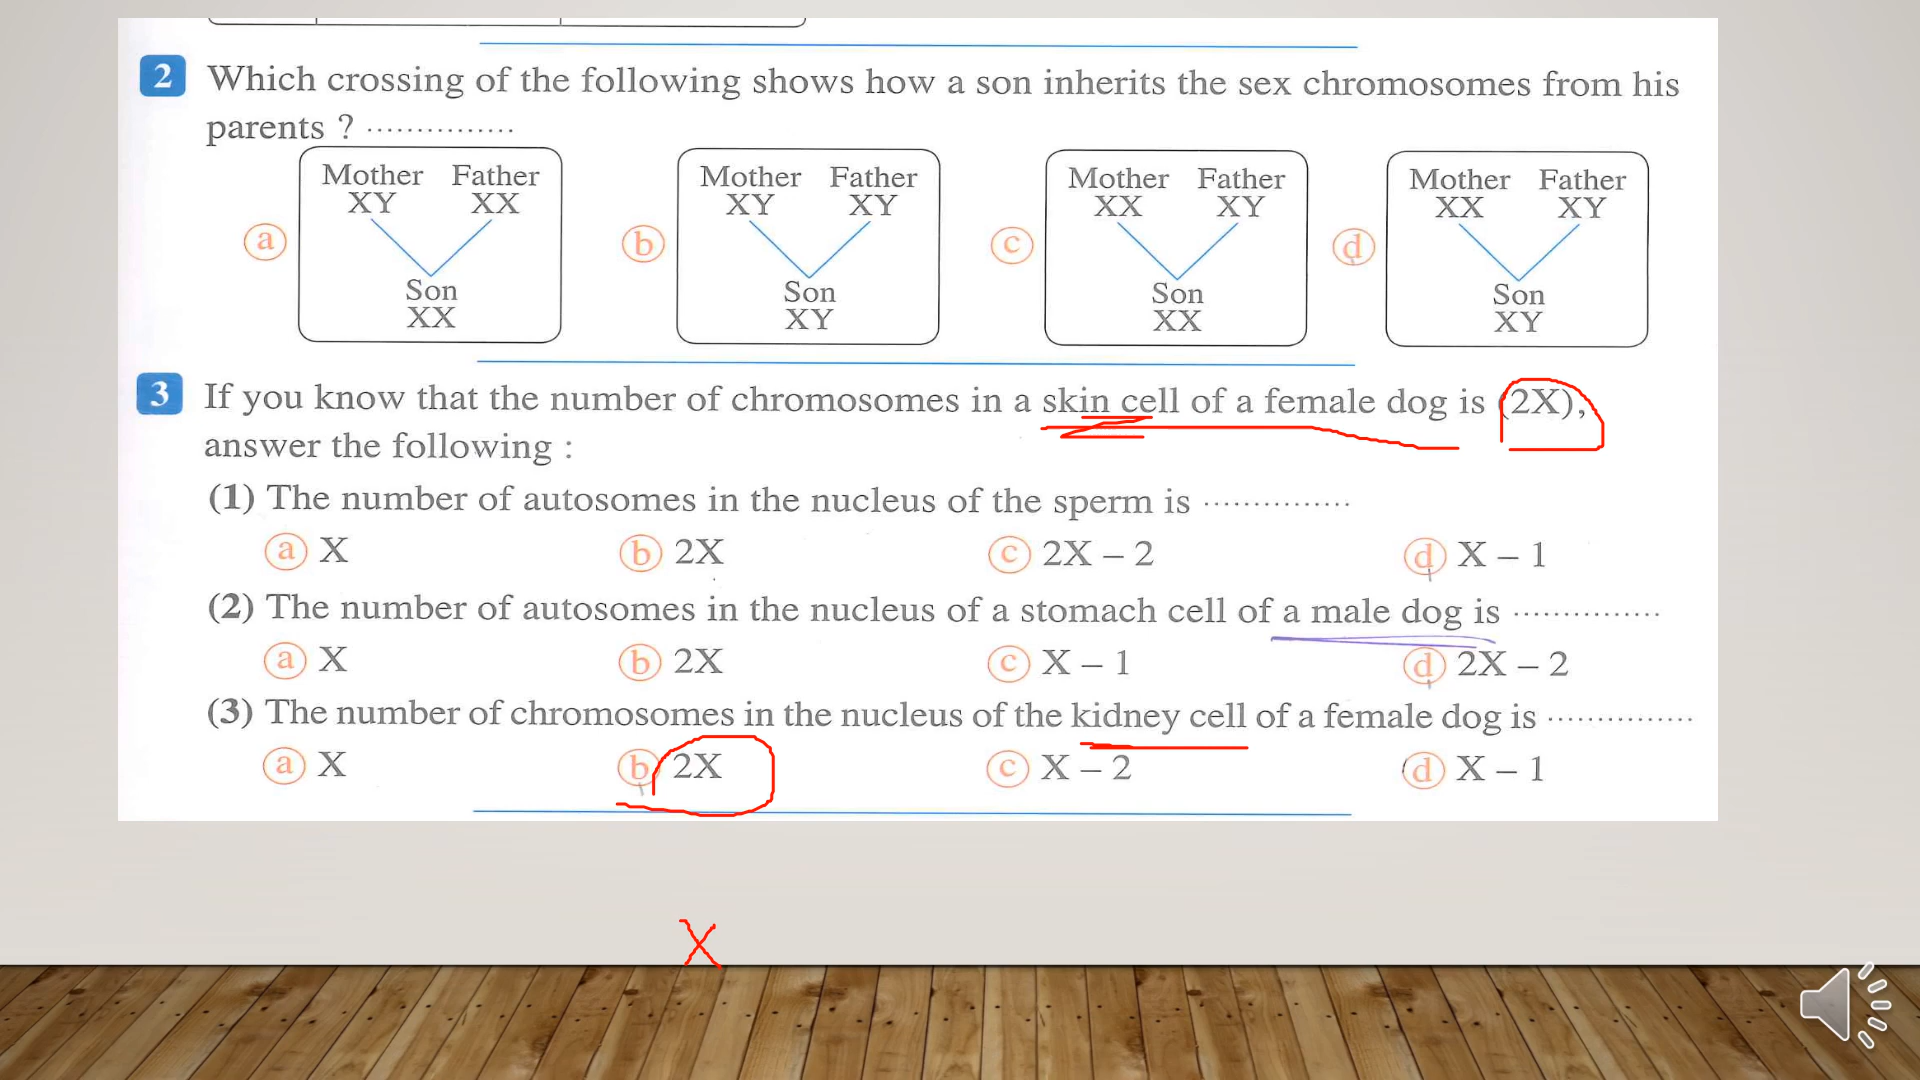 2 Which crossing of the following shows how a son inherits the sex chromosomes from his
parents ? ...............
a Mother XY Father XX Son XX
b Mother XY Father XY Son XY
c Mother XX Father XY Son XX
d Mother XX Father XY Son XY
3 If you know that the number of chromosomes in a skin cell of a female dog is (2X),
answer the following :
(1) The number of autosomes in the nucleus of the sperm is ...............
a X b 2X c 2X – 2 d X – 1
(2) The number of autosomes in the nucleus of a stomach cell of a male dog is ...............
a X b 2X c X – 1 d 2X – 2
(3) The number of chromosomes in the nucleus of the kidney cell of a female dog is ...............
a X b 2X c X – 2 d X – 1
X